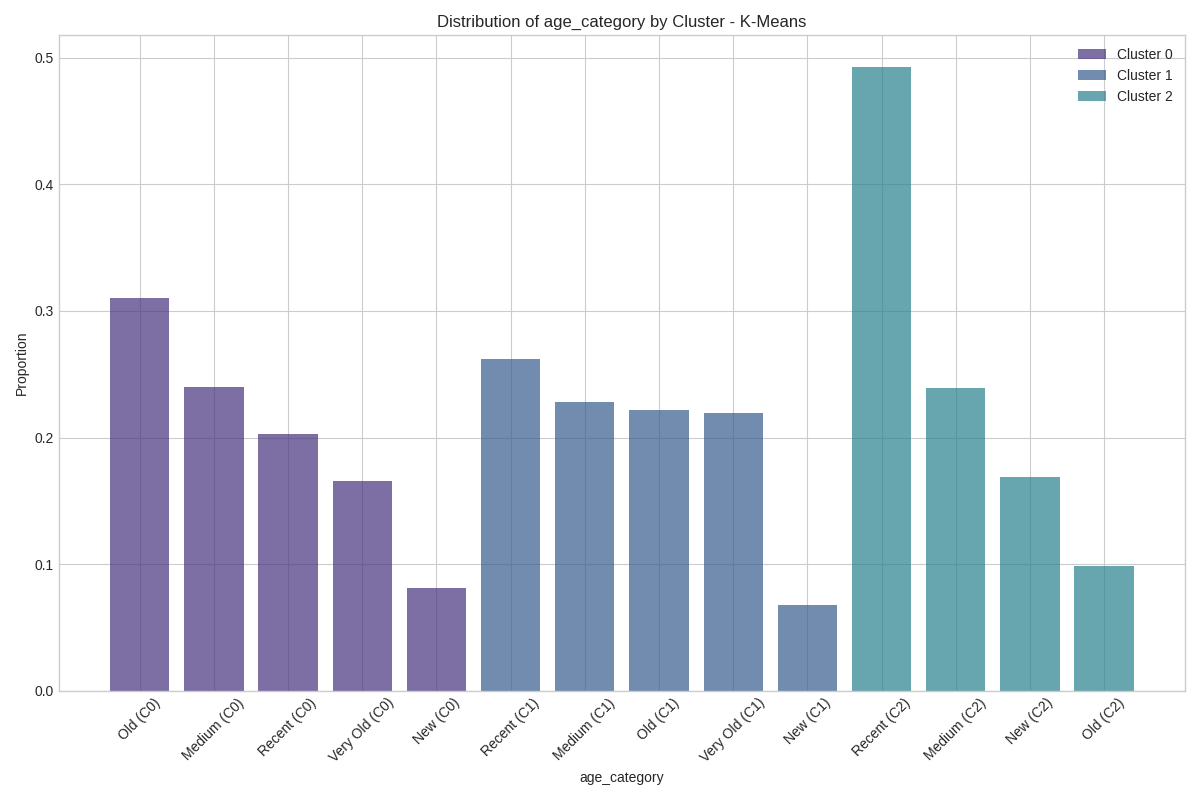 Distribution of age_category by Cluster - K-Means
Cluster 0
Cluster 1
Cluster 2
Proportion
0.5
0.4
0.3
0.2
0.1
0.0
Old (C0)
Medium (C0)
Recent (C0)
Very Old (C0)
New (C0)
Recent (C1)
Medium (C1)
Old (C1)
Very Old (C1)
New (C1)
Recent (C2)
Medium (C2)
New (C2)
Old (C2)
age_category